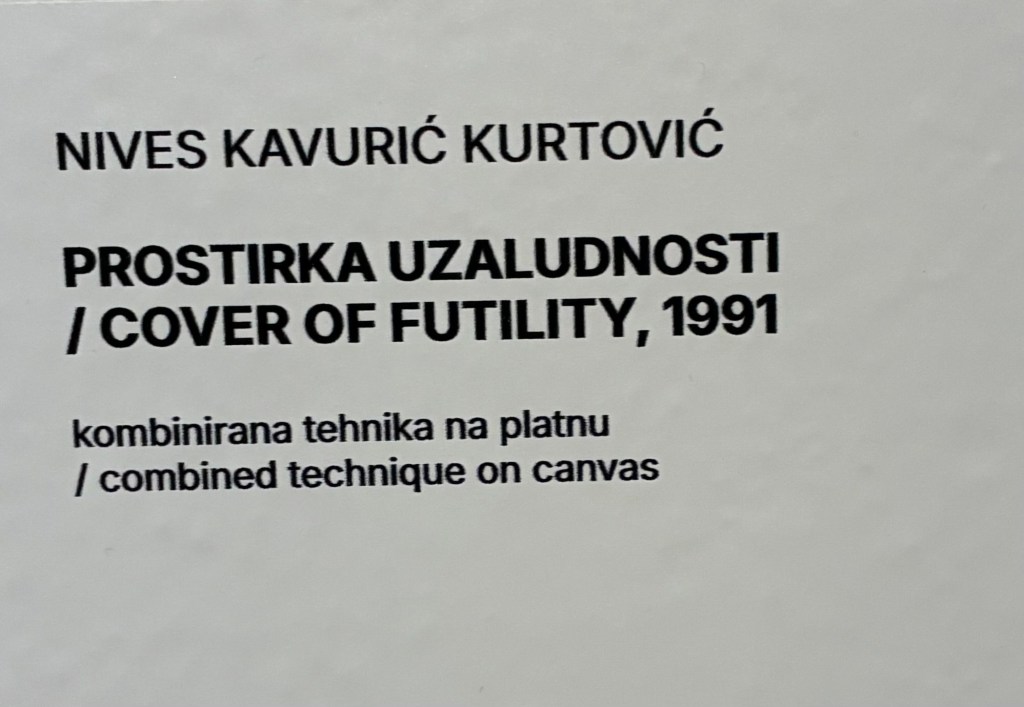 NIVES KAVURIĆ KURTOVIĆ
PROSTIRKA UZALUDNOSTI
/ COVER OF FUTILITY, 1991
kombinirana tehnika na platnu
/ combined technique on canvas